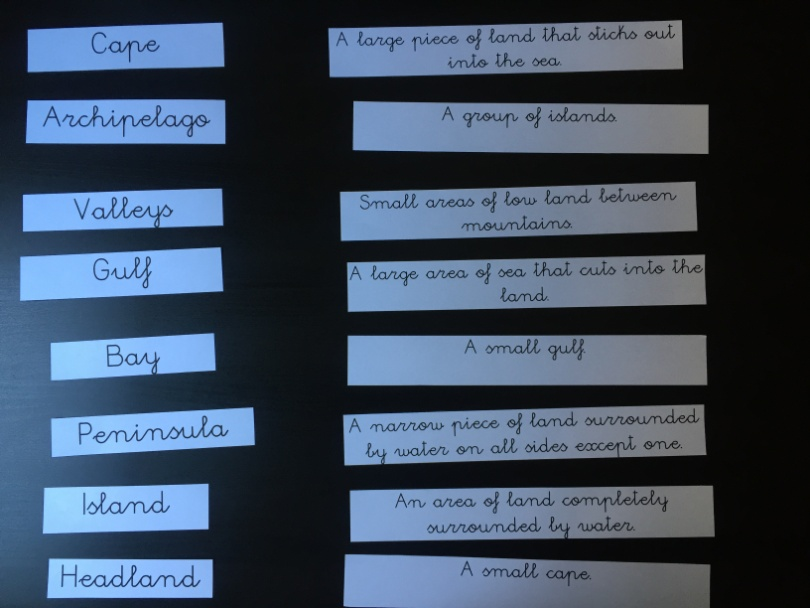 Cape
A large piece of land that sticks out
into the sea.
Archipelago
A group of islands.
Valleys
Small areas of low land between
mountains.
Gulf
A large area of sea that cuts into the
land.
Bay
A small gulf.
Peninsula
A narrow piece of land surrounded
by water on all sides except one.
Island
An area of land completely
surrounded by water.
Headland
A small cape.